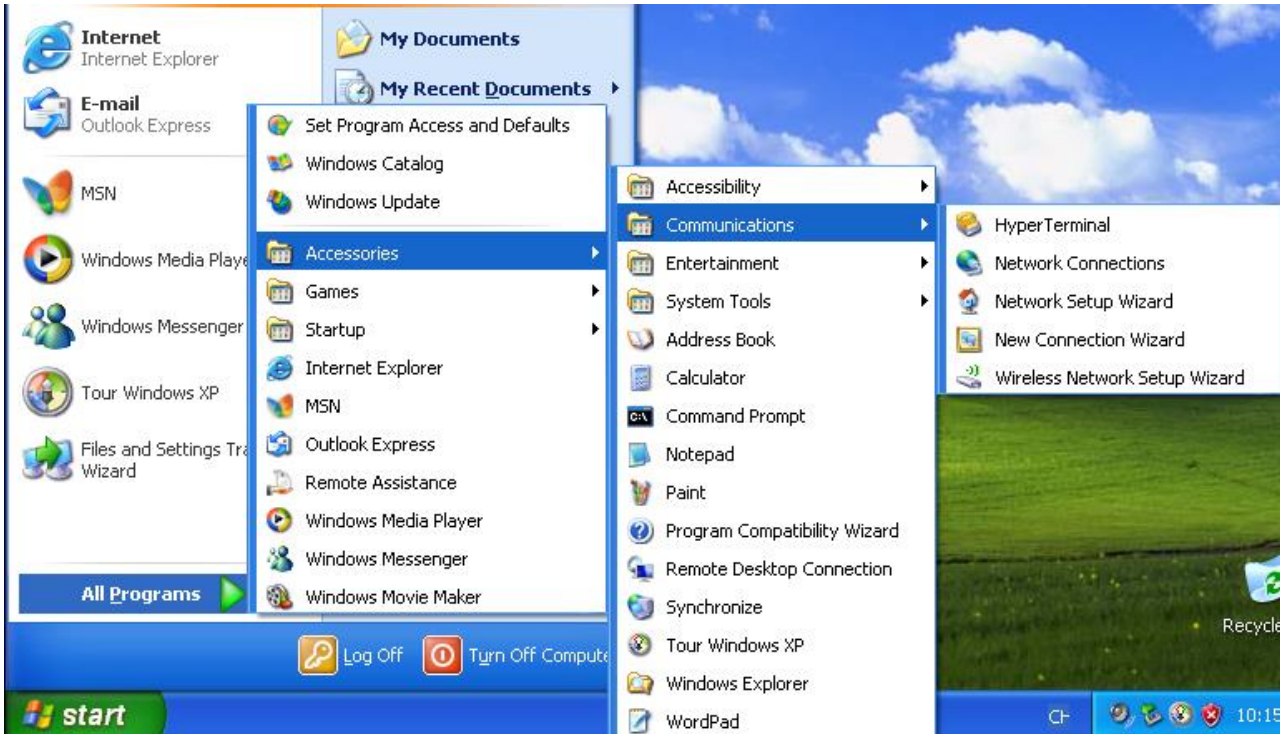 Internet
Internet Explorer
E-mail
Outlook Express
MSN
Windows Media Playe
Windows Messenger
Tour Windows XP
Files and Settings Tra
Wizard
All Programs
My Documents
My Recent Documents
Set Program Access and Defaults
Windows Catalog
Windows Update
Accessories
Games
Startup
Internet Explorer
MSN
Outlook Express
Remote Assistance
Windows Media Player
Windows Messenger
Windows Movie Maker
Accessibility
Communications
Entertainment
System Tools
Address Book
Calculator
Command Prompt
Notepad
Paint
Program Compatibility Wizard
Remote Desktop Connection
Synchronize
Tour Windows XP
Windows Explorer
WordPad
HyperTerminal
Network Connections
Network Setup Wizard
New Connection Wizard
Wireless Network Setup Wizard
Recycle
Log Off
Turn Off Compute
start
CH
10:15